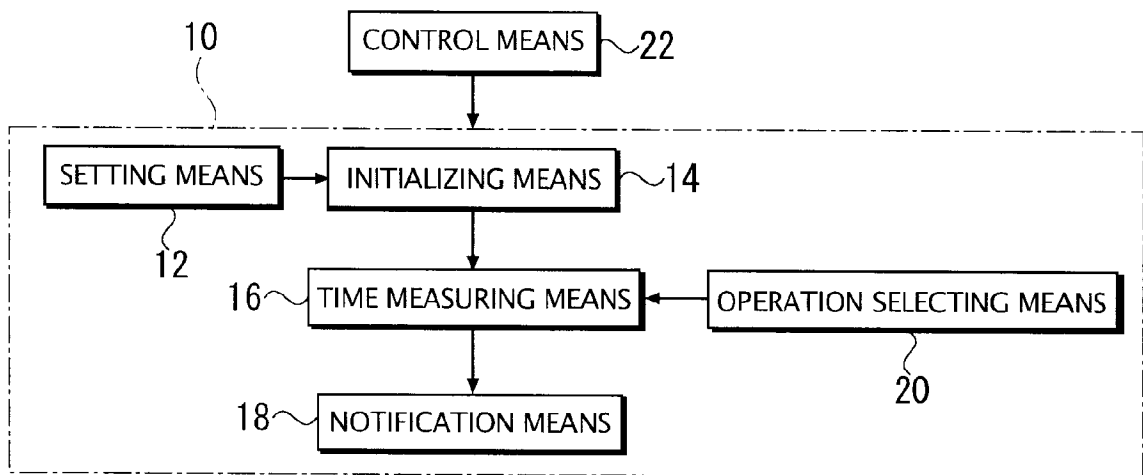 10
CONTROL MEANS
22
SETTING MEANS
INITIALIZING MEANS
14
12
16
TIME MEASURING MEANS
OPERATION SELECTING MEANS
20
18
NOTIFICATION MEANS